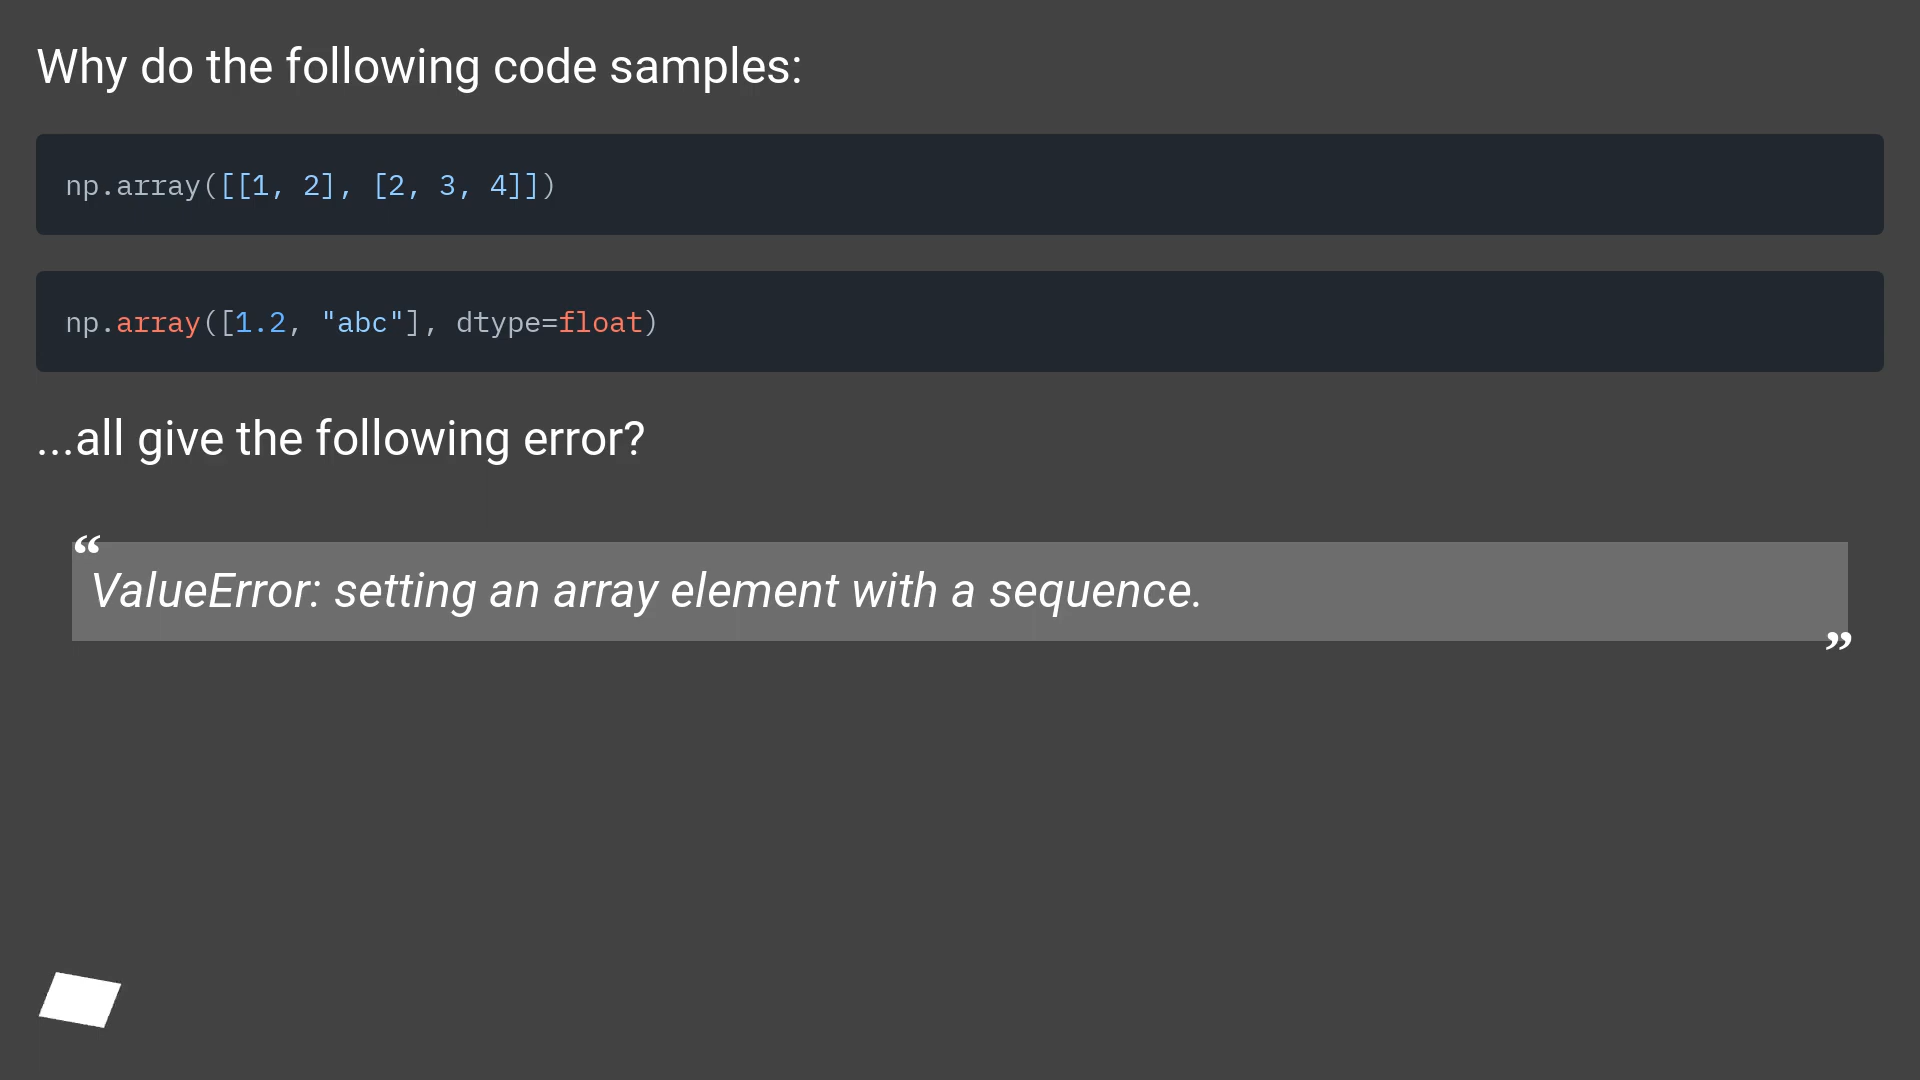 Why do the following code samples:
np.array([[1, 2], [2, 3, 4]])
np.array([1.2, "abc"], dtype=float)
...all give the following error?
“
ValueError: setting an array element with a sequence.
”